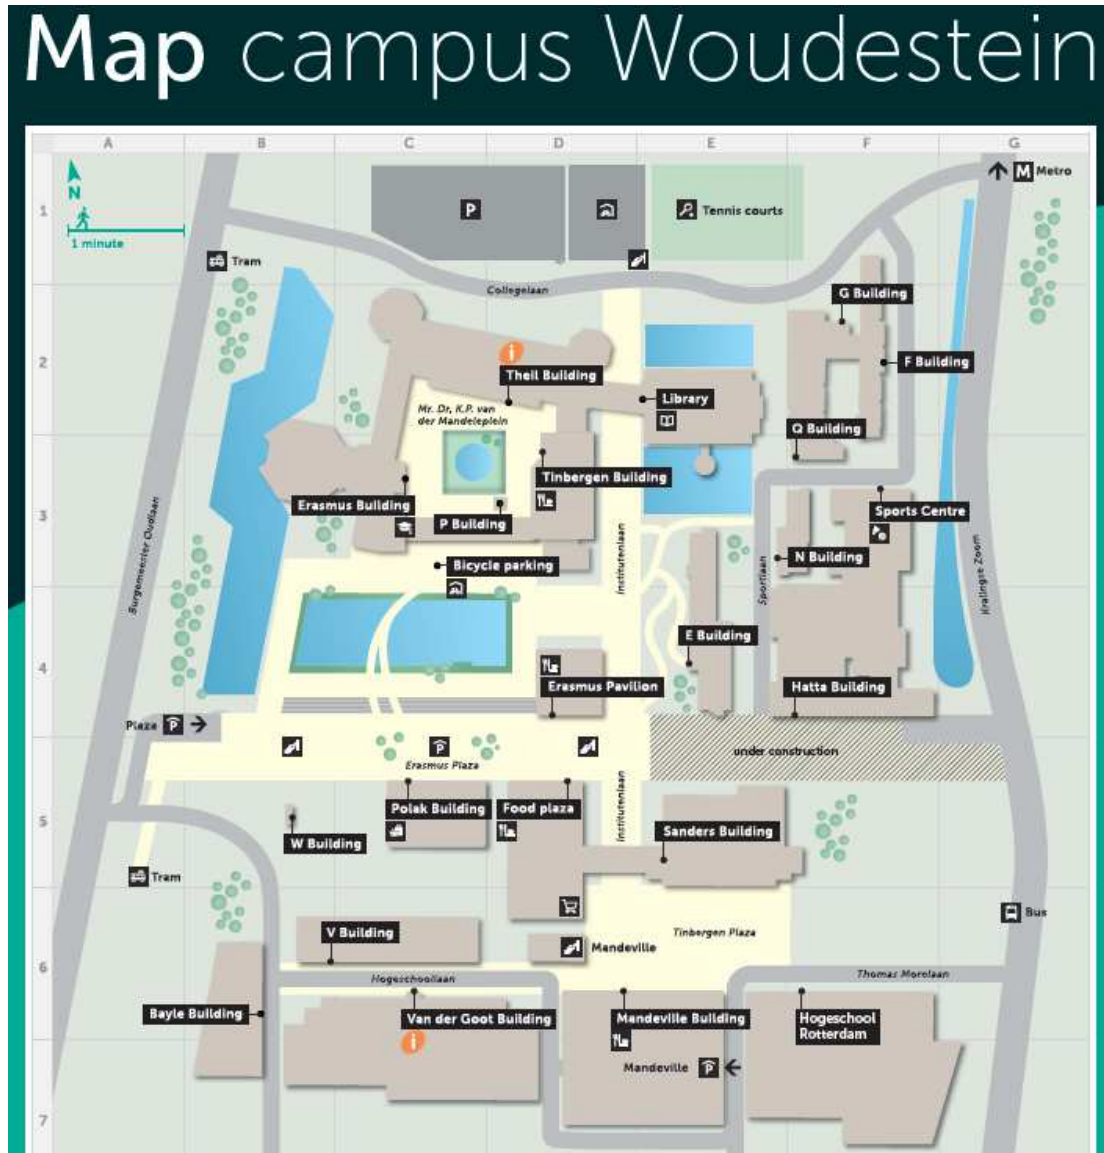 Map campus Woudestein
A B C D E F G
N
1 minute
1
P
Tennis courts
M Metro
Tram
Collegelaan
G Building
2
i
Theil Building
F Building
Mr. Dr. K.P. van
der Mandeleplein
Library
Q Building
Tinbergen Building
Erasmus Building
P Building
Sports Centre
3
Burgemeester Oudlaan
Institutenlaan
Sportlaan
Kralingse Zoom
N Building
Bicycle parking
E Building
4
Erasmus Pavilion
Hatta Building
Plaza P
P
under construction
Erasmus Plaza
Institutenlaan
Polak Building
Food plaza
5
W Building
Sanders Building
Tram
Bus
V Building
Tinbergen Plaza
Mandeville
6
Hogeschoollaan
Thomas Morelaan
Bayle Building
Van der Goot Building
Mandeville Building
Hogeschool
Rotterdam
i
Mandeville P
7